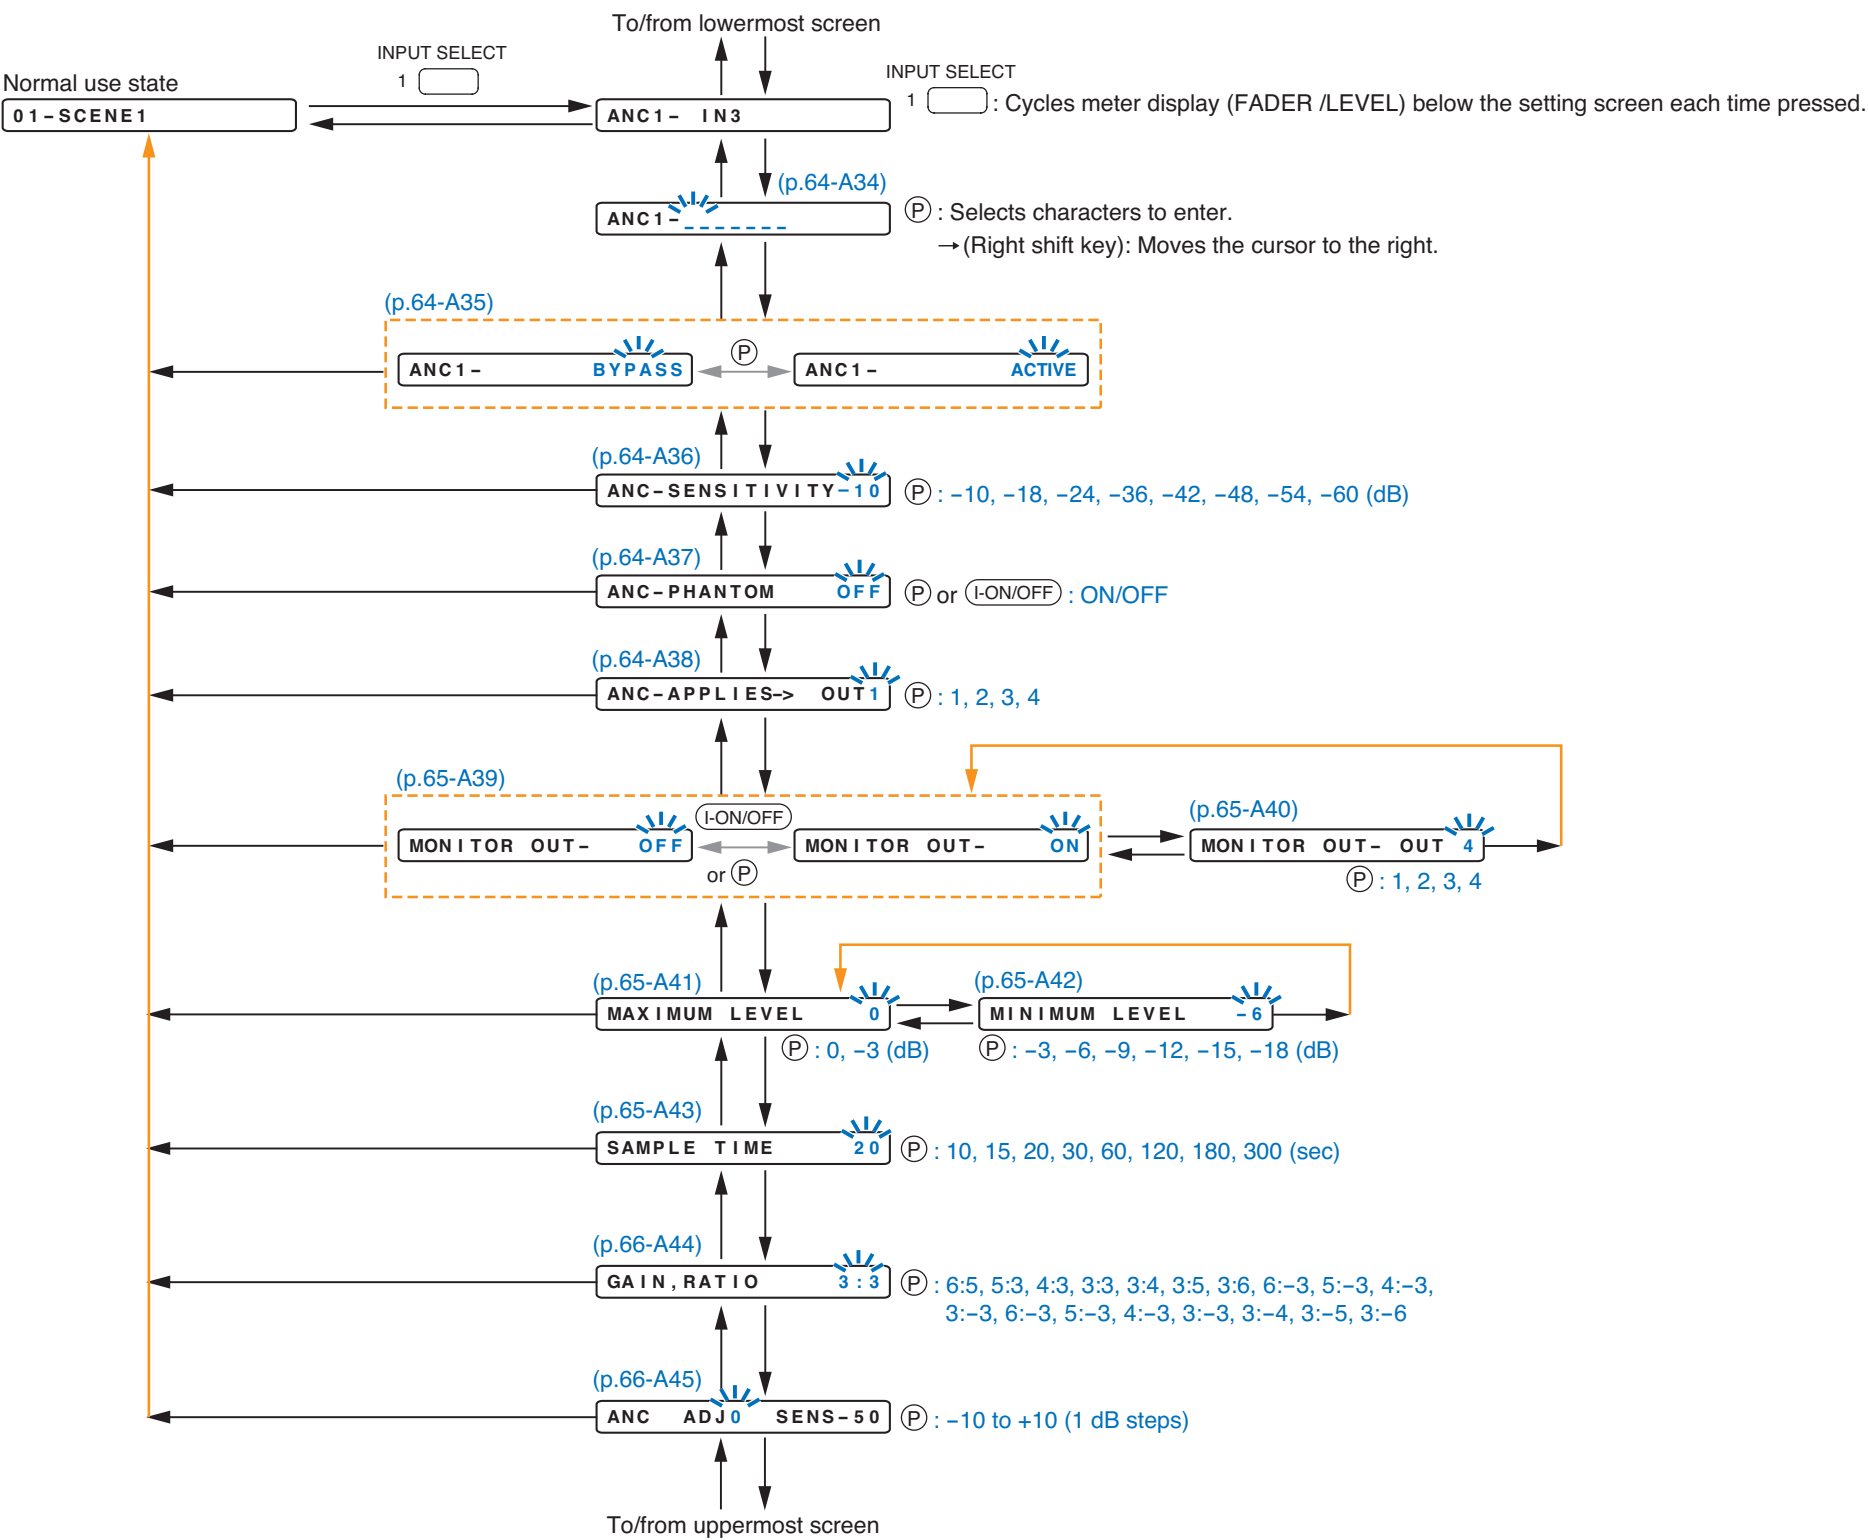 To/from lowermost screen
INPUT SELECT
1
Normal use state
01-SCENE1
ANC1- IN3
INPUT SELECT
1 : Cycles meter display (FADER /LEVEL) below the setting screen each time pressed.
(p.64-A34)
ANC1-_______
Ⓟ : Selects characters to enter.
→(Right shift key): Moves the cursor to the right.
(p.64-A35)
ANC1- BYPASS
Ⓟ
ANC1- ACTIVE
(p.64-A36)
ANC-SENSITIVITY-10
Ⓟ : −10, −18, −24, −36, −42, −48, −54, −60 (dB)
(p.64-A37)
ANC-PHANTOM OFF
Ⓟ or I-ON/OFF : ON/OFF
(p.64-A38)
ANC-APPLIES-> OUT1
Ⓟ : 1, 2, 3, 4
(p.65-A39)
MONITOR OUT- OFF
I-ON/OFF
or Ⓟ
MONITOR OUT- ON
(p.65-A40)
MONITOR OUT- OUT 4
Ⓟ : 1, 2, 3, 4
(p.65-A41)
MAXIMUM LEVEL 0
Ⓟ : 0, −3 (dB)
(p.65-A42)
MINIMUM LEVEL -6
Ⓟ : −3, −6, −9, −12, −15, −18 (dB)
(p.65-A43)
SAMPLE TIME 20
Ⓟ : 10, 15, 20, 30, 60, 120, 180, 300 (sec)
(p.66-A44)
GAIN,RATIO 3:3
Ⓟ : 6:5, 5:3, 4:3, 3:3, 3:4, 3:5, 3:6, 6:−3, 5:−3, 4:−3,
3:−3, 6:−3, 5:−3, 4:−3, 3:−3, 3:−4, 3:−5, 3:−6
(p.66-A45)
ANC ADJ0 SENS-50
Ⓟ : −10 to +10 (1 dB steps)
To/from uppermost screen